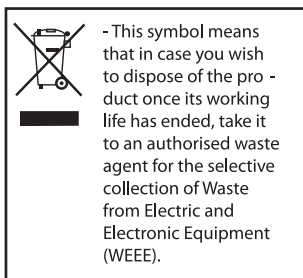 - This symbol means
that in case you wish
to dispose of the pro -
duct once its working
life has ended, take it
to an authorised waste
agent for the selective
collection of Waste
from Electric and
Electronic Equipment
(WEEE).